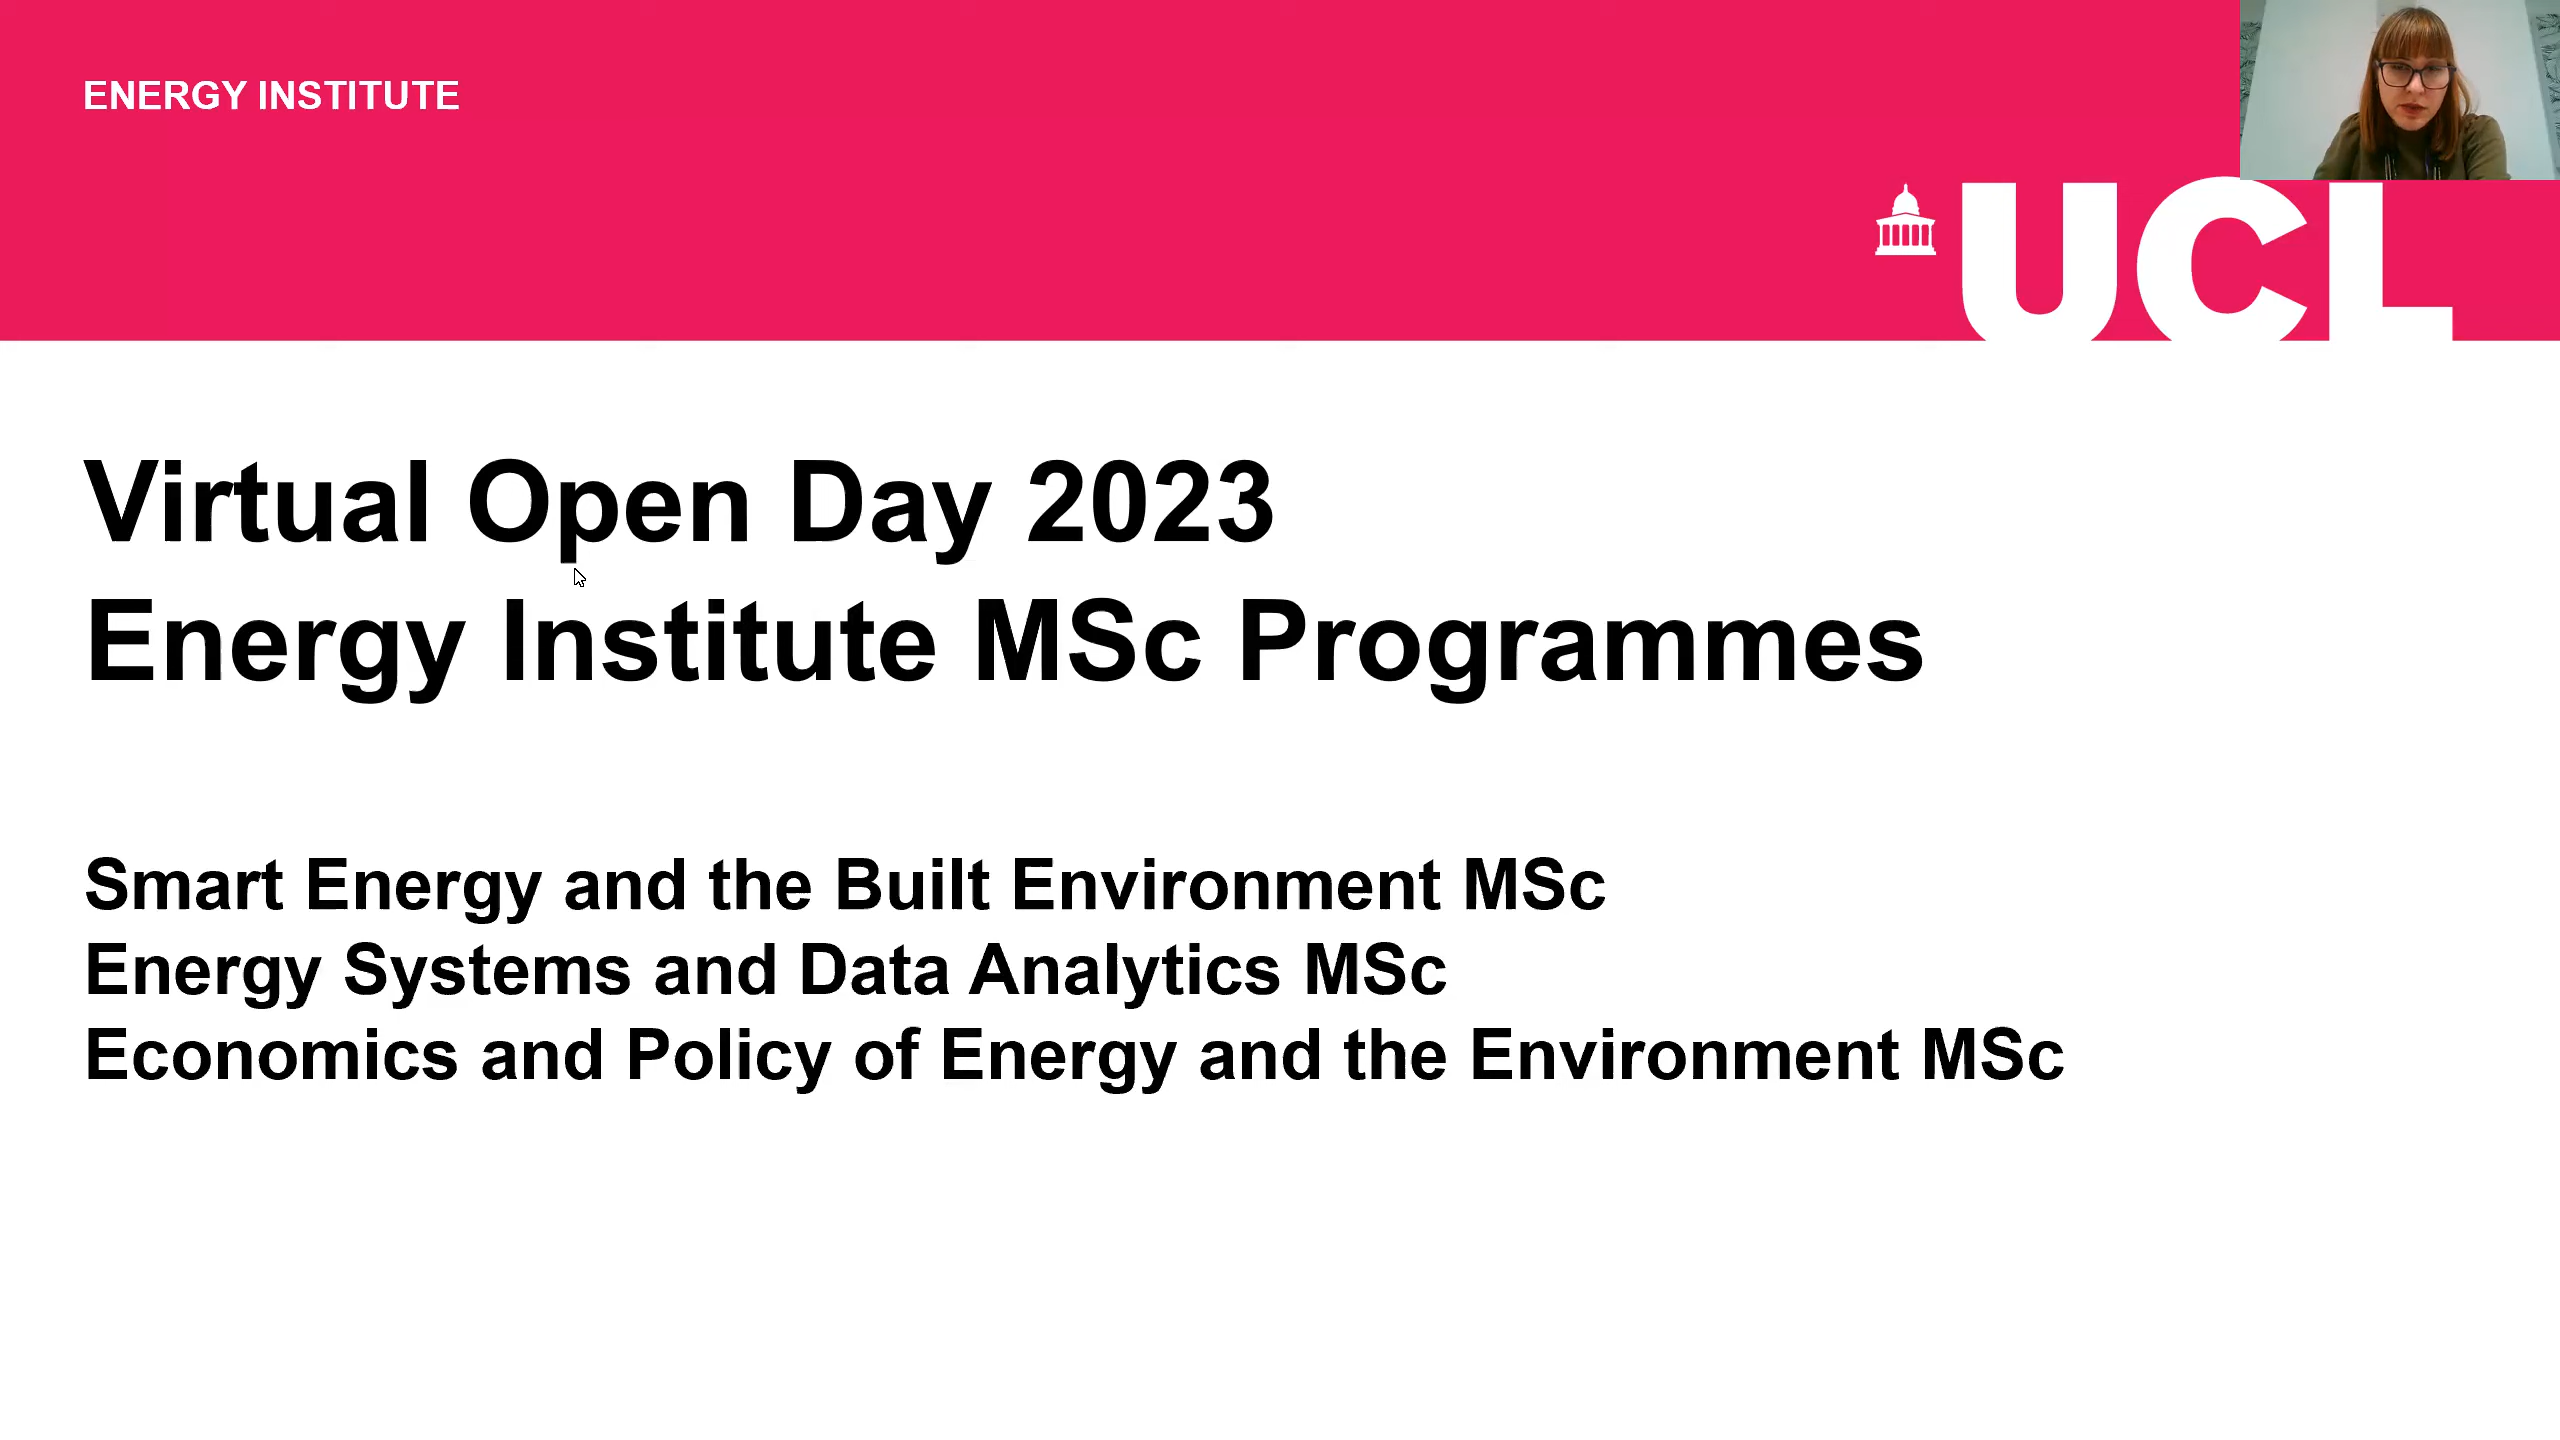 ENERGY INSTITUTE
UCL
Virtual Open Day 2023
Energy Institute MSc Programmes
Smart Energy and the Built Environment MSc
Energy Systems and Data Analytics MSc
Economics and Policy of Energy and the Environment MSc